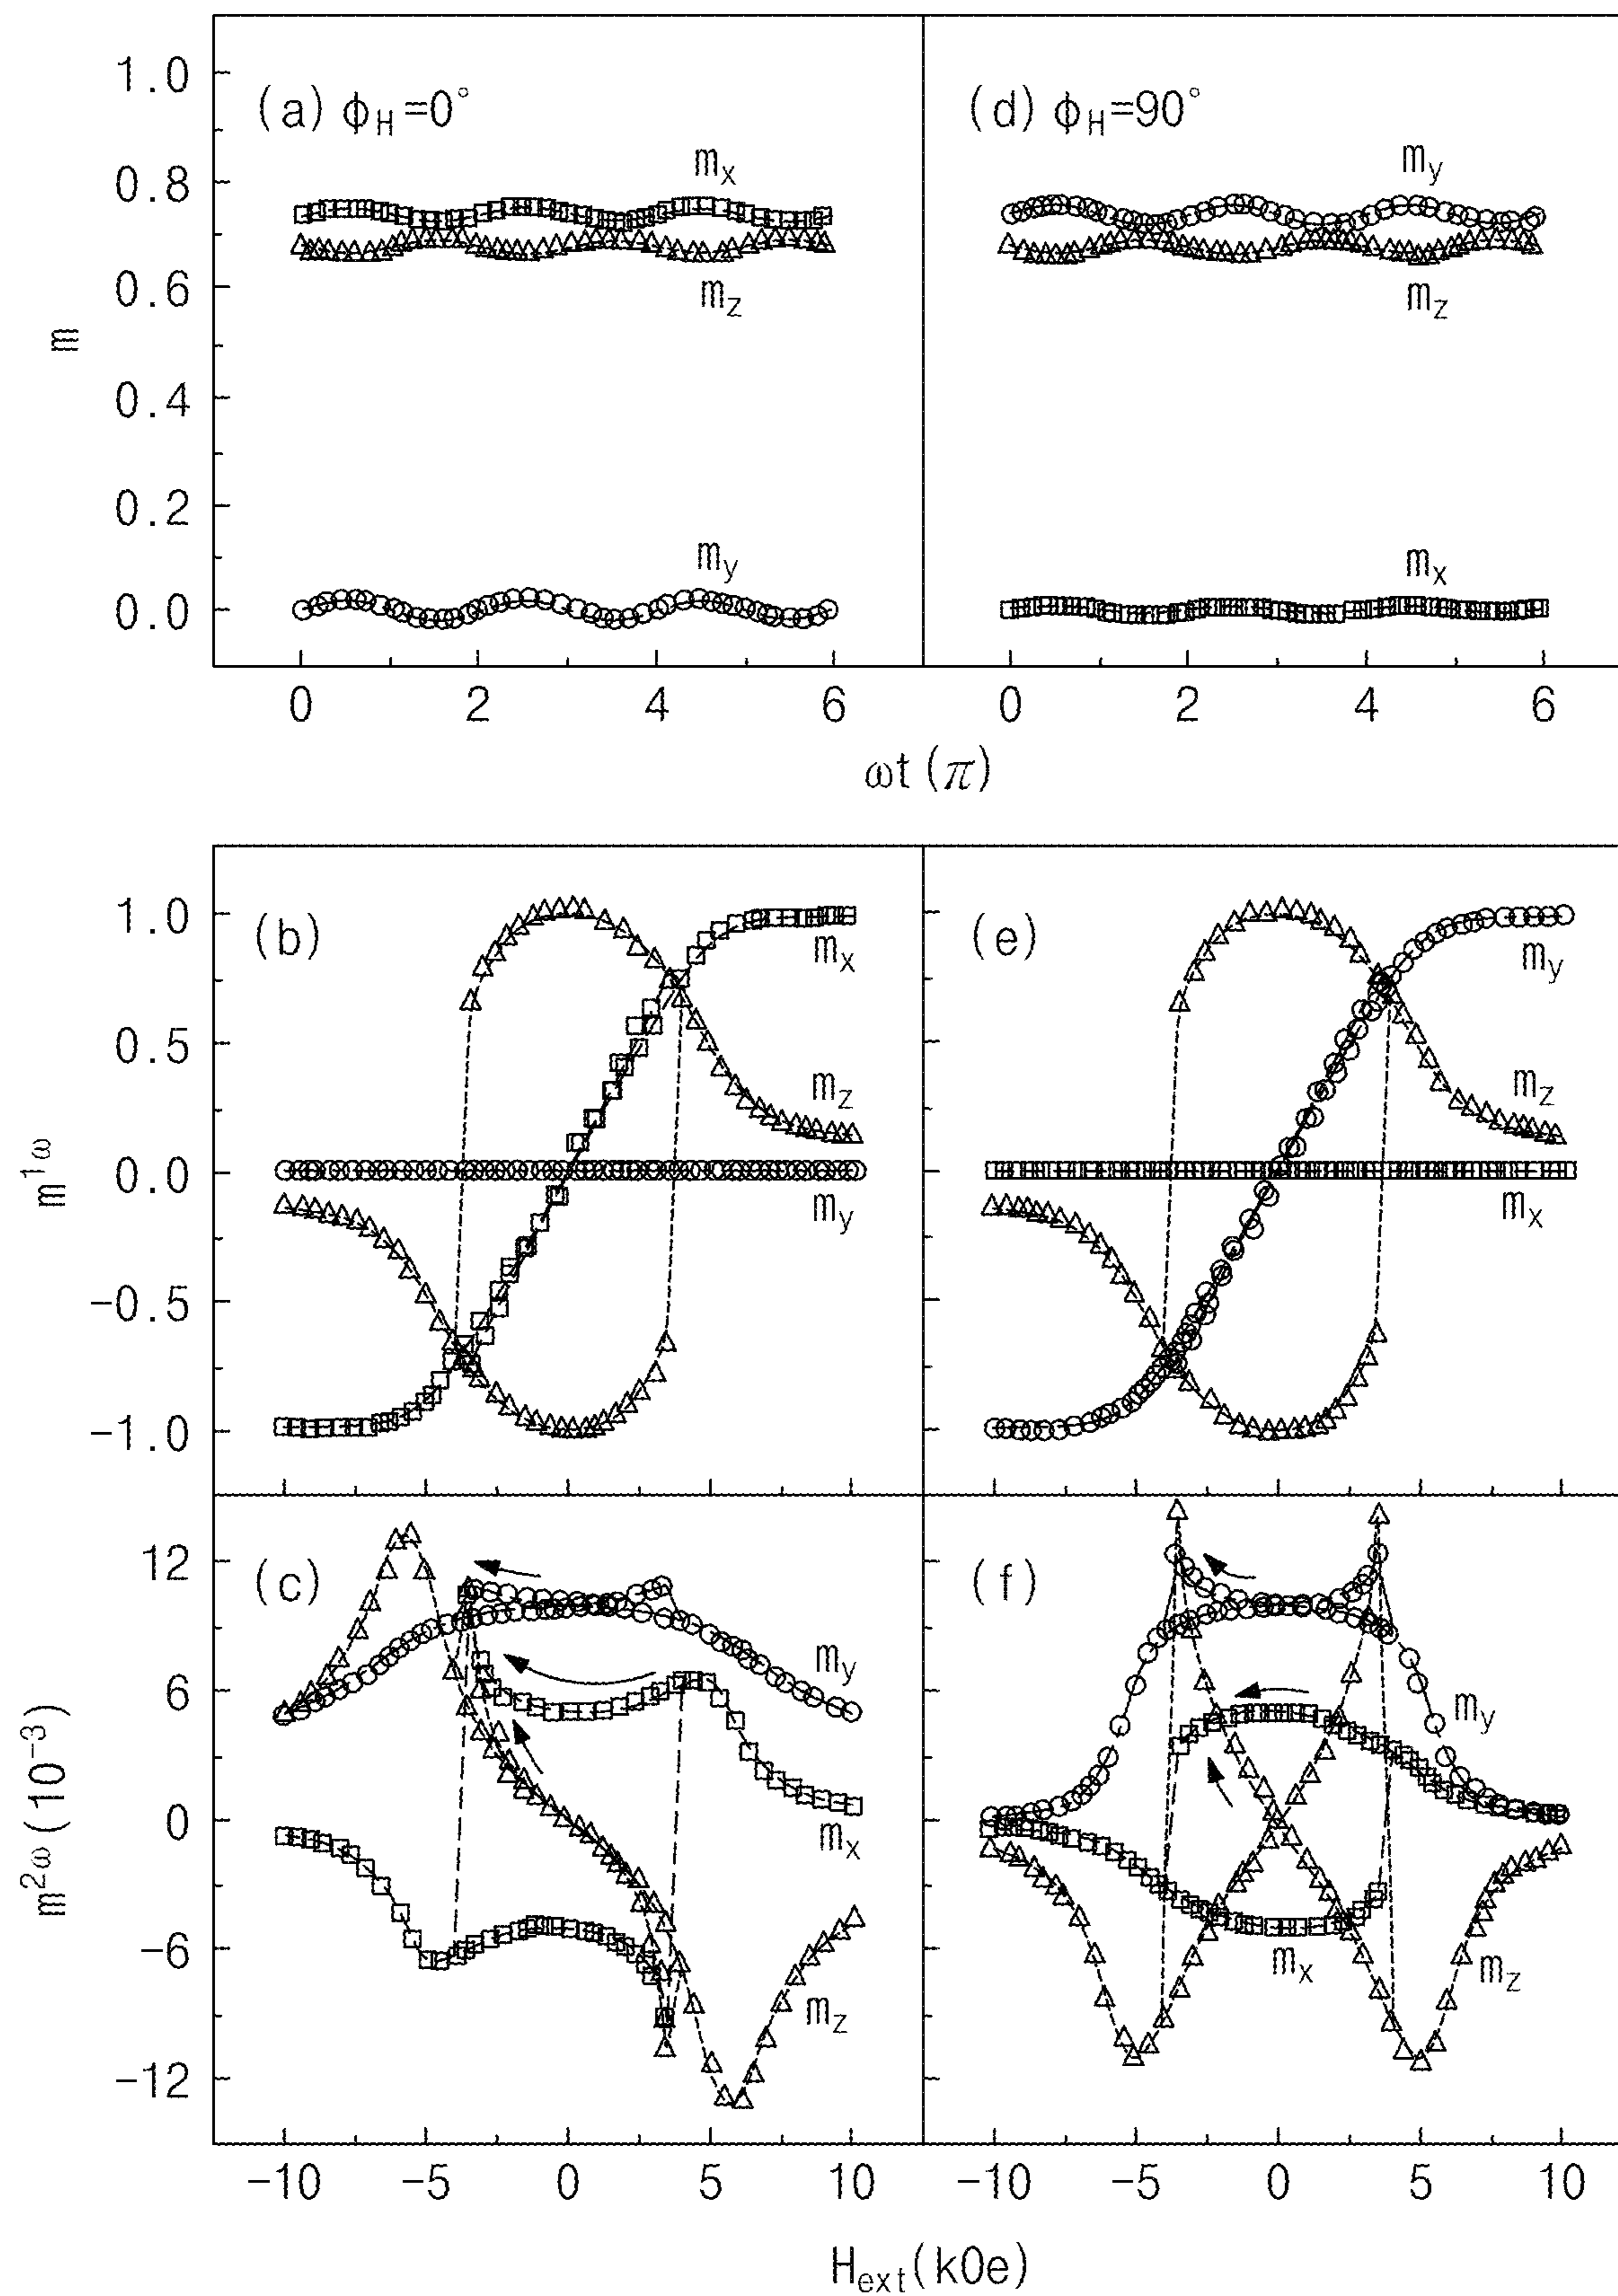 (a) ϕH=0°
(d) ϕH=90°
1.0
0.8
0.6
0.4
0.2
0.0
m
mx
mz
my
my
mz
mx
0 2 4 6
0 2 4 6
ωt(π)
(b)
(e)
1.0
0.5
0.0
-0.5
-1.0
m1ω
mx
mz
my
my
mz
mx
(c)
(f)
12
6
0
-6
-12
m2ω(10-3)
my
mx
mz
my
mx
mz
-10 -5 0 5 10
-10 -5 0 5 10
Hext(kOe)